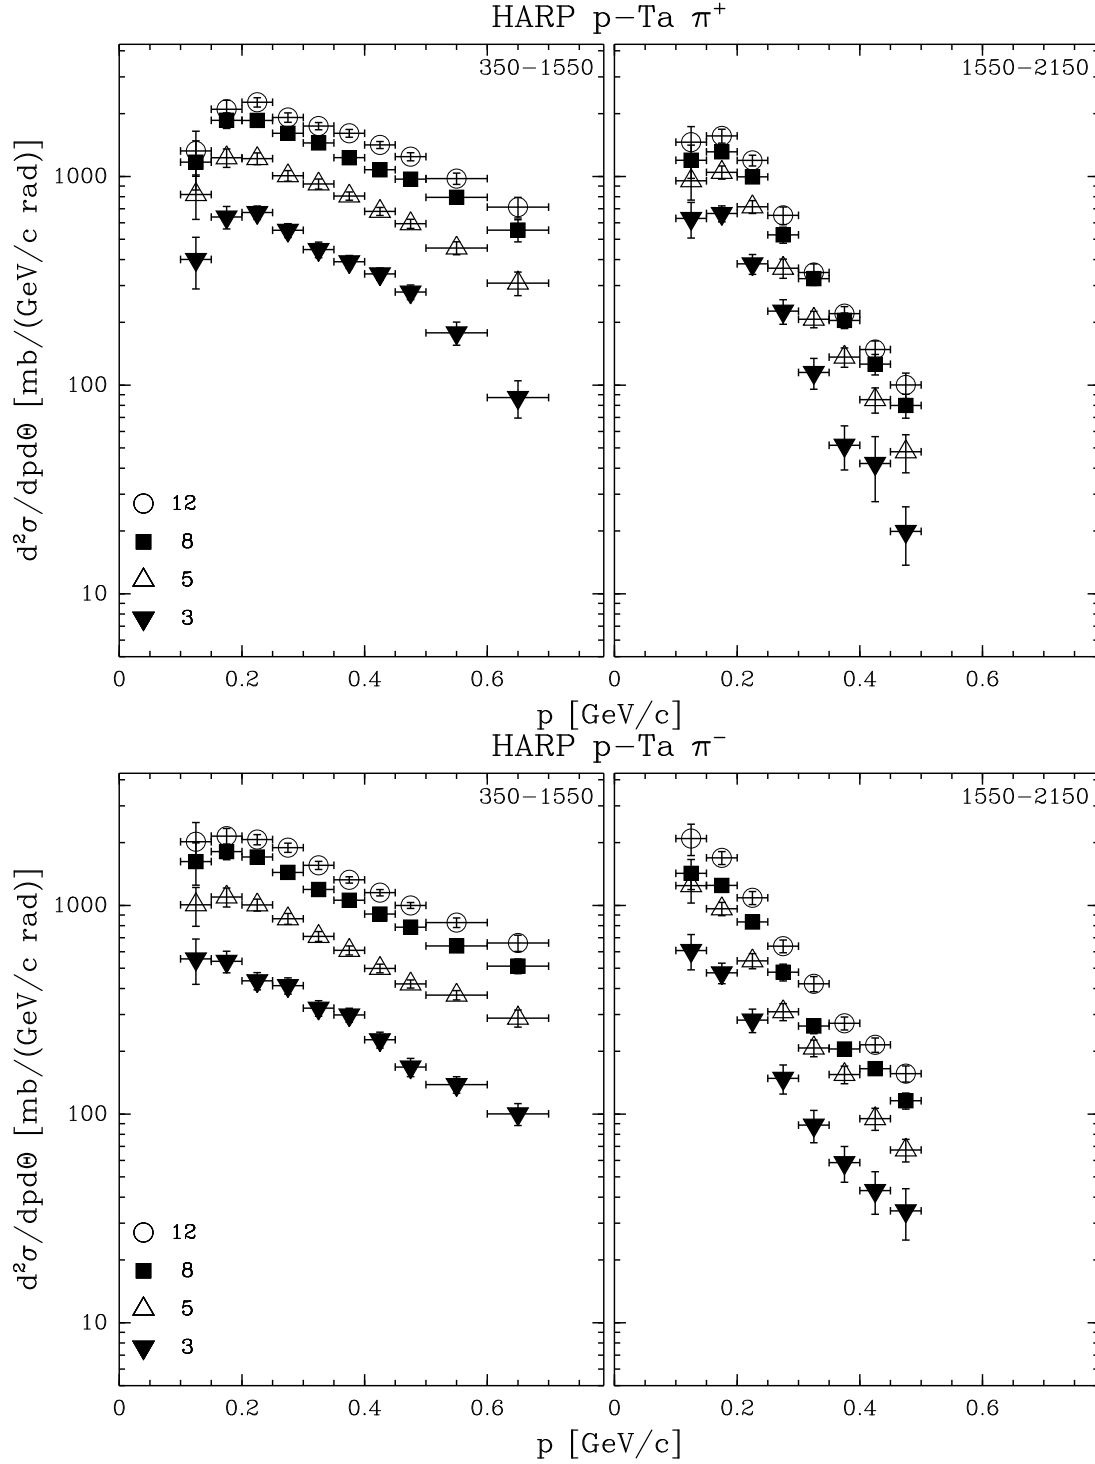 HARP p−Ta π⁺
350−1550
1550−2150
d²σ/dpdΘ [mb/(GeV/c rad)]
1000
100
10
12
8
5
3
0 0.2 0.4 0.6
0.2 0.4 0.6
p [GeV/c]
HARP p−Ta π⁻
350−1550
1550−2150
d²σ/dpdΘ [mb/(GeV/c rad)]
1000
100
10
12
8
5
3
0 0.2 0.4 0.6
0 0.2 0.4 0.6
p [GeV/c]